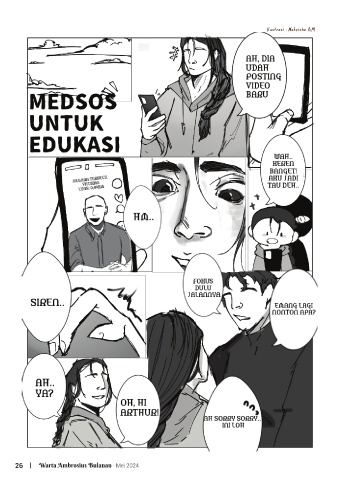 Ilustrasi : Natasha A/M
AH, DIA
UDAH
POSTING
VIDEO
BARU
MEDSOS
UNTUK
EDUKASI
WAH..
KEREN
BANGET!
AKU JADI
TAU DEH..
HM..
SIREN..
FOKUS
DULU
JALANNYA
EMANG LAGI
NONTON APA?
AH..
YA?
OH, HI
ARTHUR!
AH SORRY SORRY..
INI LOH
26 | Warta Ambrosius Bulanan Mei 2024